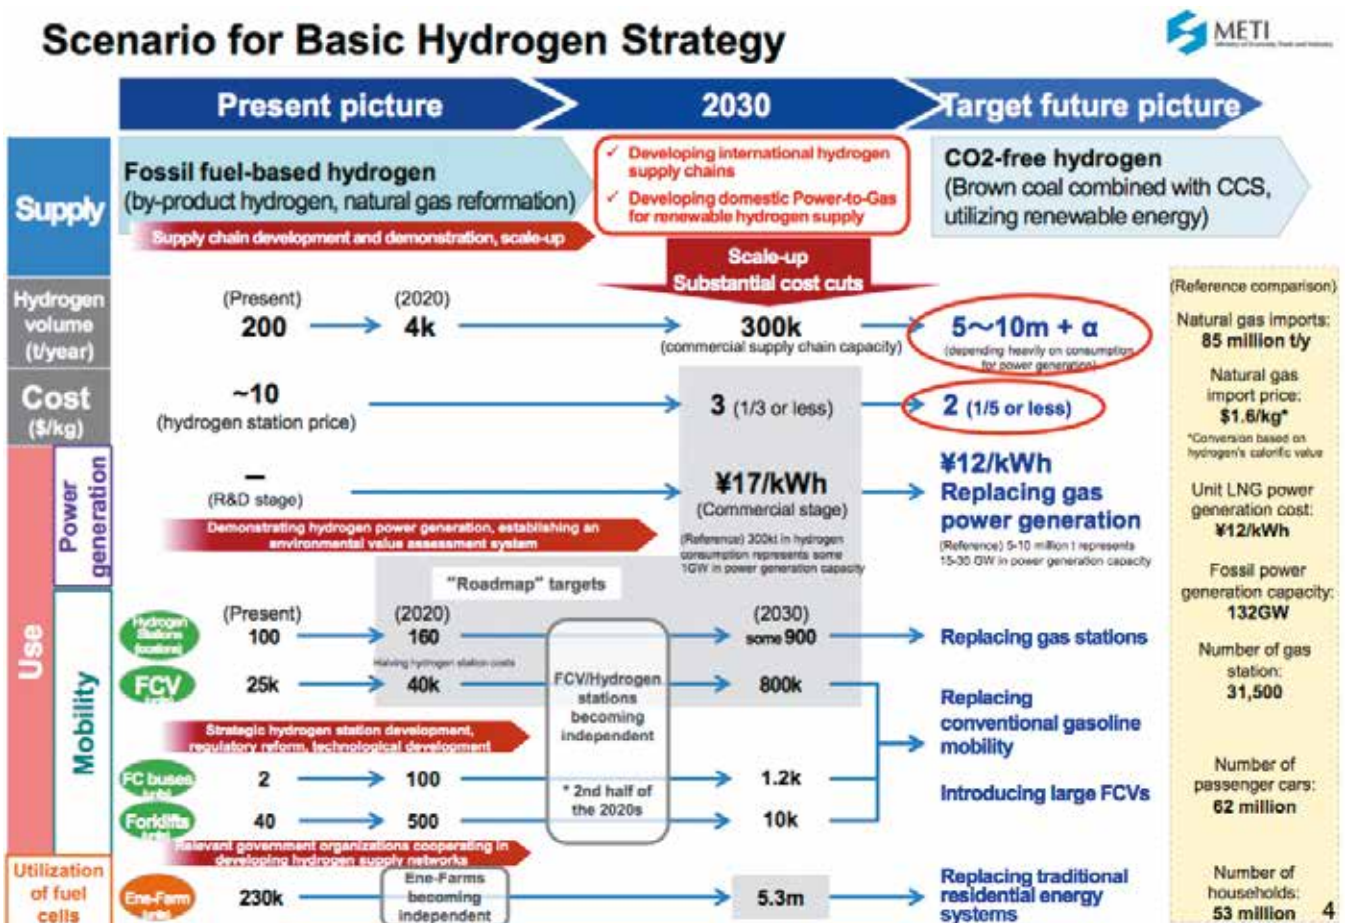 Scenario for Basic Hydrogen Strategy
METI
Ministry of Economy, Trade and Industry
Present picture
2030
Target future picture
Supply
Fossil fuel-based hydrogen
(by-product hydrogen, natural gas reformation)
Supply chain development and demonstration, scale-up
✓ Developing international hydrogen
supply chains
✓ Developing domestic Power-to-Gas
for renewable hydrogen supply
CO2-free hydrogen
(Brown coal combined with CCS,
utilizing renewable energy)
Scale-up
Substantial cost cuts
Hydrogen
volume
(t/year)
(Present)
200
(2020)
4k
300k
(commercial supply chain capacity)
5~10m + α
(depending heavily on consumption
for power generation)
Cost
($/kg)
~10
(hydrogen station price)
3 (1/3 or less)
2 (1/5 or less)
Use
Power
generation
–
(R&D stage)
Demonstrating hydrogen power generation, establishing an
environmental value assessment system
¥17/kWh
(Commercial stage)
(Reference) 300kt in hydrogen
consumption represents some
1GW in power generation capacity
¥12/kWh
Replacing gas
power generation
(Reference) 5-10 million t represents
15-30 GW in power generation capacity
"Roadmap" targets
Mobility
Hydrogen
Stations
(locations)
(Present)
100
(2020)
160
Halving hydrogen station costs
(2030)
some 900
Replacing gas stations
FCV
25k
40k
FCV/Hydrogen
stations
becoming
independent
* 2nd half of
the 2020s
800k
Replacing
conventional gasoline
mobility
Strategic hydrogen station development,
regulatory reform, technological development
FC buses
2
100
1.2k
Introducing large FCVs
Forklifts
40
500
10k
Relevant government organizations cooperating in
developing hydrogen supply networks
Utilization
of fuel
cells
Ene-Farm
230k
Ene-Farms
becoming
independent
5.3m
Replacing traditional
residential energy
systems
(Reference comparison)
Natural gas imports:
85 million t/y
Natural gas
import price:
$1.6/kg*
*Conversion based on
hydrogen's calorific value
Unit LNG power
generation cost:
¥12/kWh
Fossil power
generation capacity:
132GW
Number of gas
station:
31,500
Number of
passenger cars:
62 million
Number of
households:
53 million
4